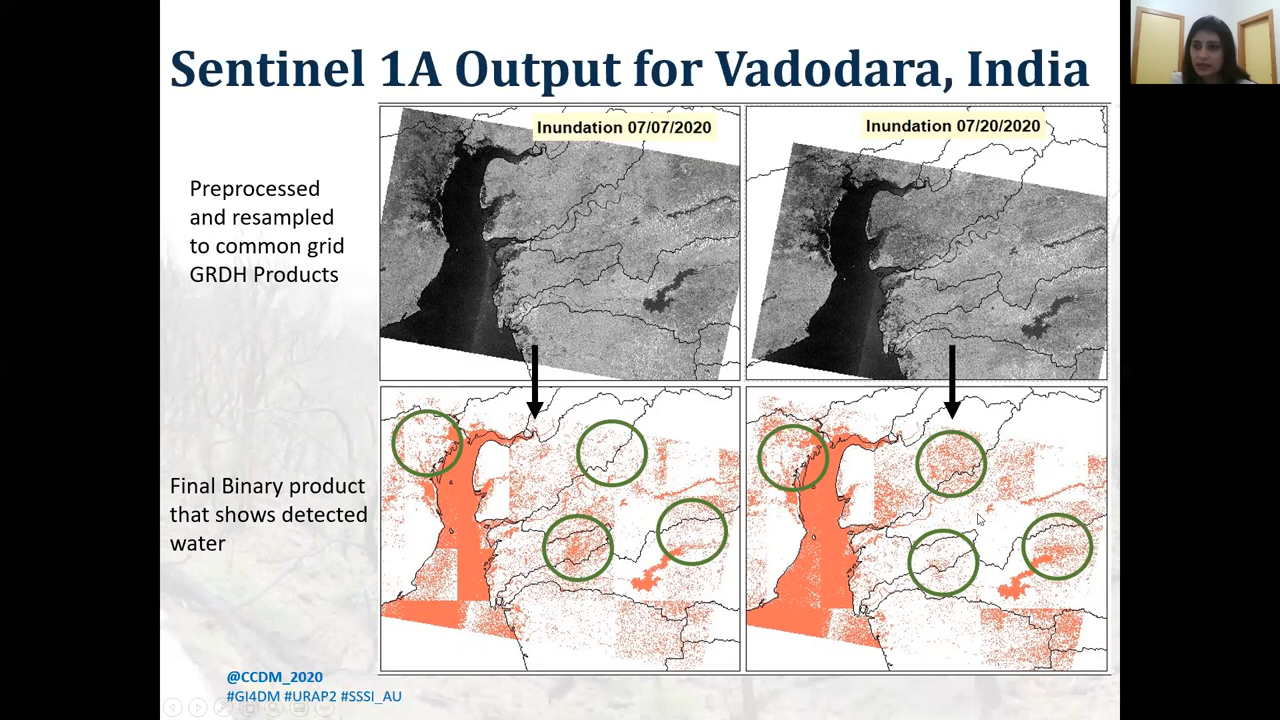 Sentinel 1A Output for Vadodara, India
Inundation 07/07/2020
Inundation 07/20/2020
Preprocessed
and resampled
to common grid
GRDH Products
Final Binary product
that shows detected
water
@CCDM_2020
#GI4DM #URAP2 #SSSI_AU